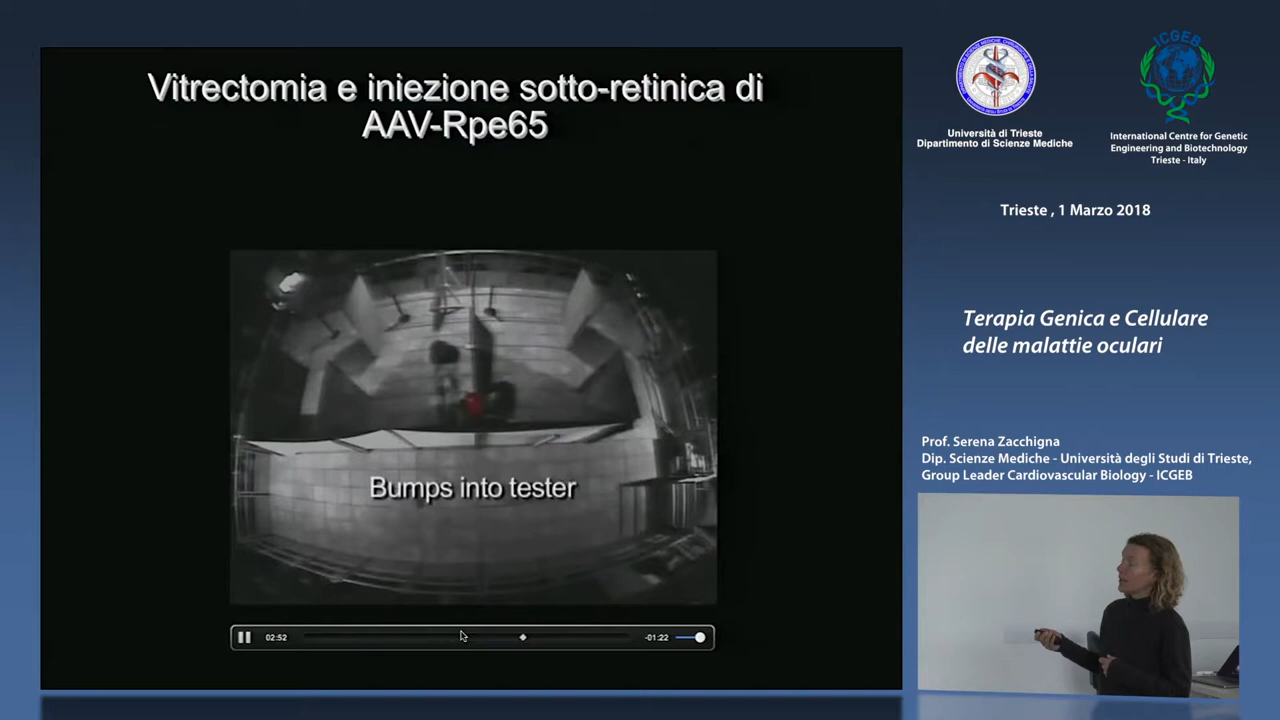 Vitrectomia e iniezione sotto-retinica di
AAV-Rpe65
Bumps into tester
02:52
-01:22
Università di Trieste
Dipartimento di Scienze Mediche
ICGEB
International Centre for Genetic
Engineering and Biotechnology
Trieste - Italy
Trieste , 1 Marzo 2018
Terapia Genica e Cellulare
delle malattie oculari
Prof. Serena Zacchigna
Dip. Scienze Mediche - Università degli Studi di Trieste,
Group Leader Cardiovascular Biology - ICGEB